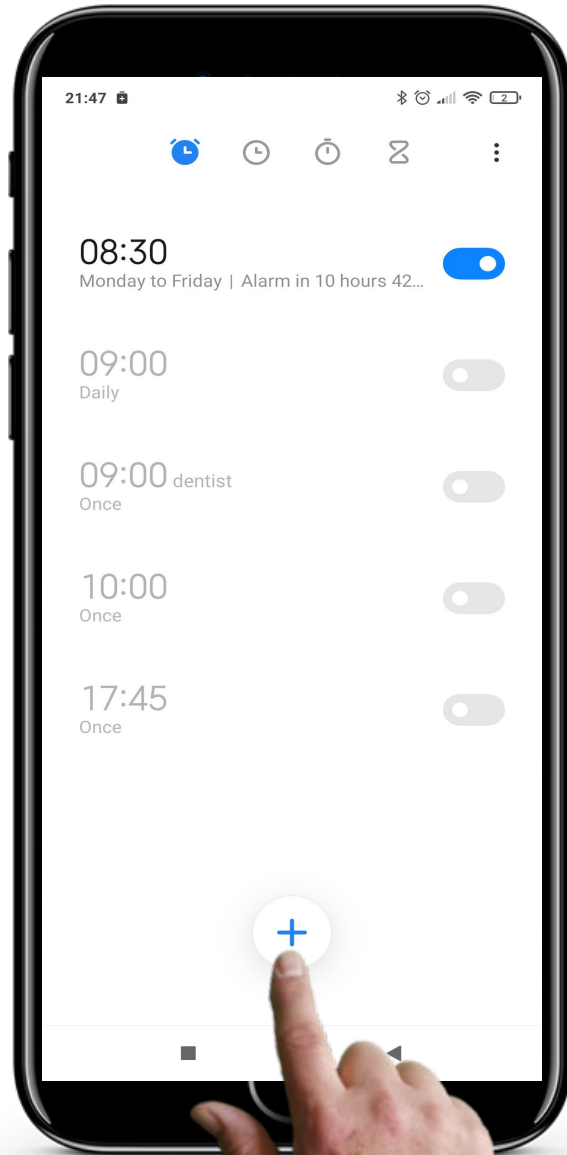 21:47
2
08:30
Monday to Friday | Alarm in 10 hours 42...
09:00
Daily
09:00 dentist
Once
10:00
Once
17:45
Once